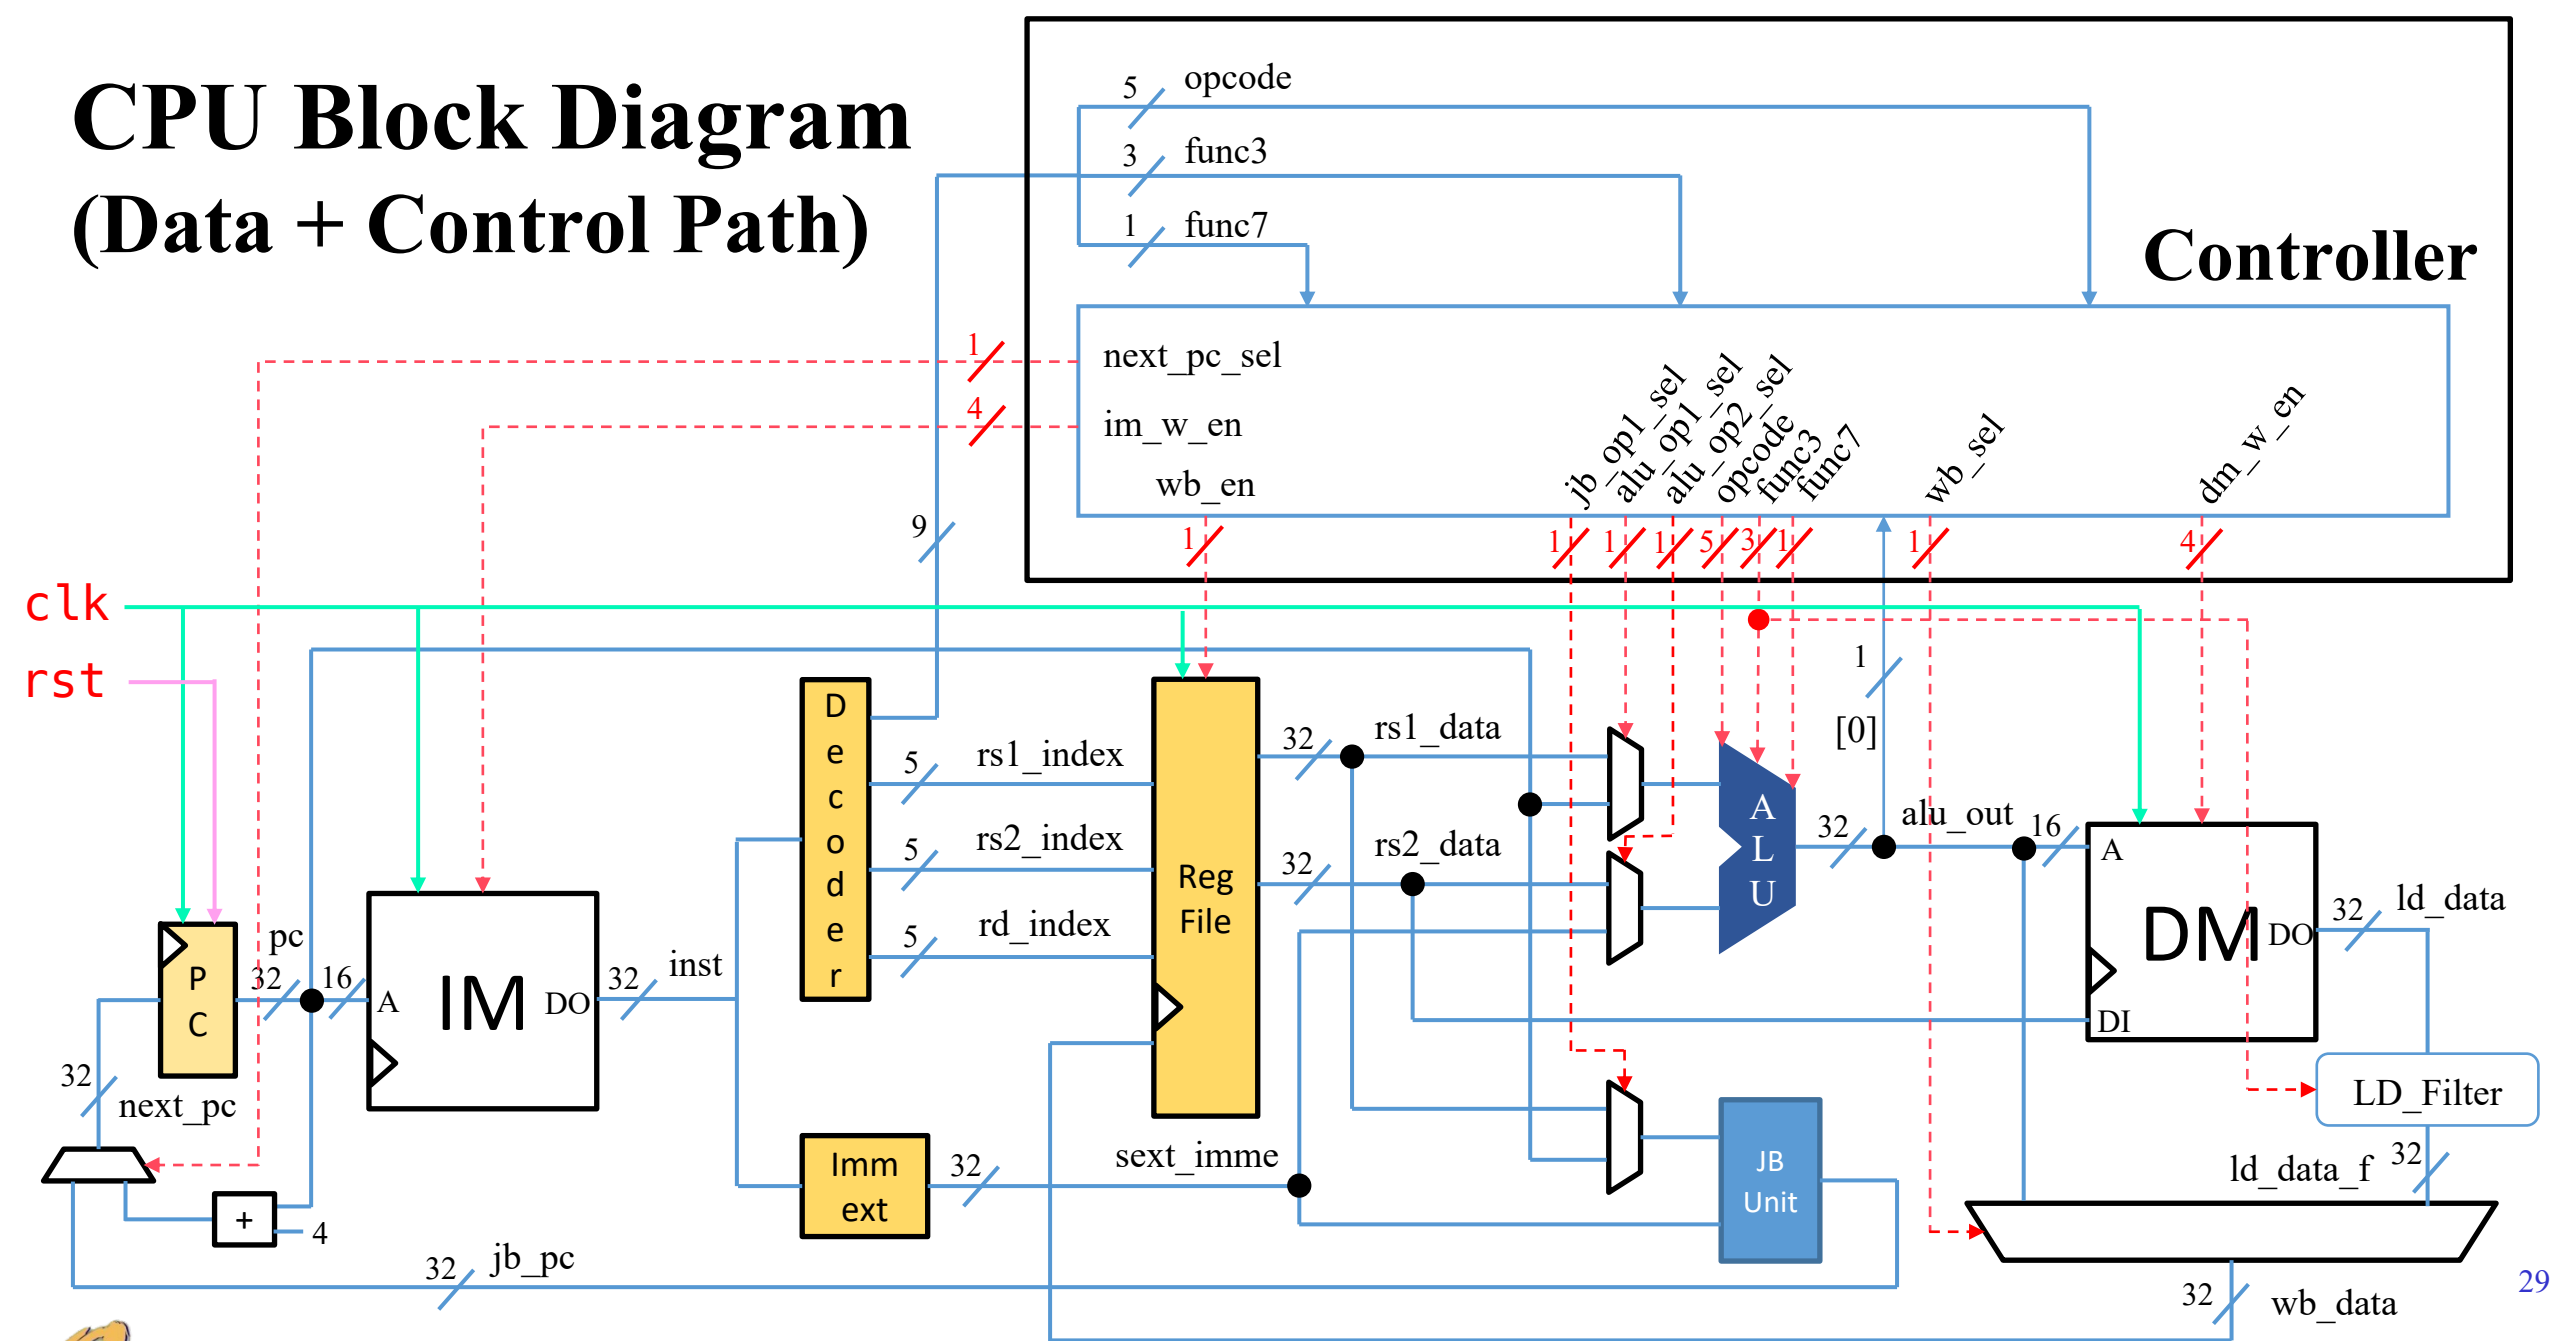 CPU Block Diagram
(Data + Control Path)
5 opcode
3 func3
1 func7
Controller
1 next_pc_sel
4 im_w_en
wb_en
jb_op1_sel
alu_op1_sel
alu_op2_sel
opcode
func3
func7
wb_sel
dm_w_en
9
1
1
1
1
5
3
1
1
4
clk
rst
1
[0]
Decoder
5 rs1_index
5 rs2_index
5 rd_index
Reg
File
32 rs1_data
32 rs2_data
ALU
32 alu_out 16
A
DM
DO
DI
32 ld_data
PC
pc
32
16
A
IM
DO
32 inst
32
next_pc
+
4
Imm
ext
32
sext_imme
JB
Unit
LD_Filter
ld_data_f 32
32 jb_pc
32 wb_data
29